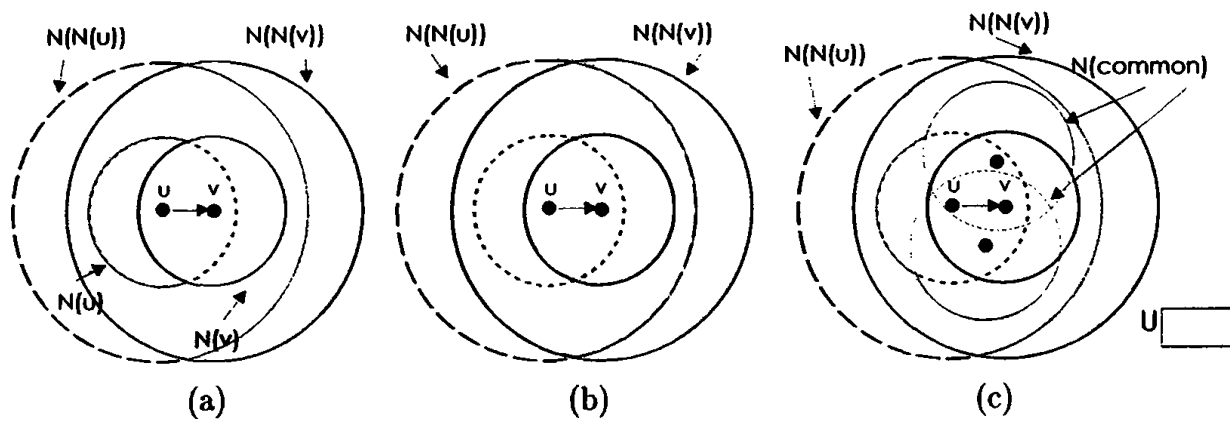 N(N(u))
N(N(v))
u
v
N(u)
N(v)
(a)
N(N(u))
N(N(v))
u
v
(b)
N(N(v))
N(N(u))
N(common)
u
v
U
(c)